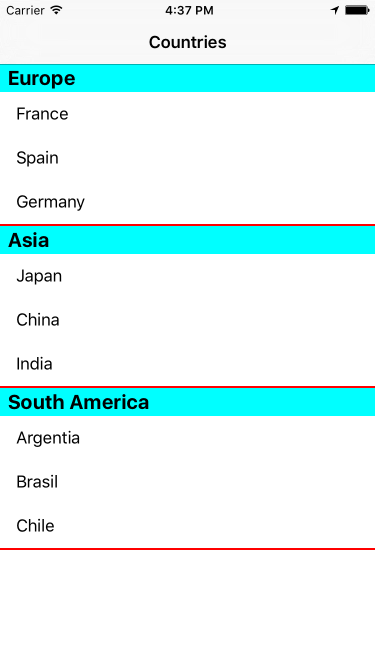 Carrier 4:37 PM
Countries
Europe
France
Spain
Germany
Asia
Japan
China
India
South America
Argentia
Brasil
Chile